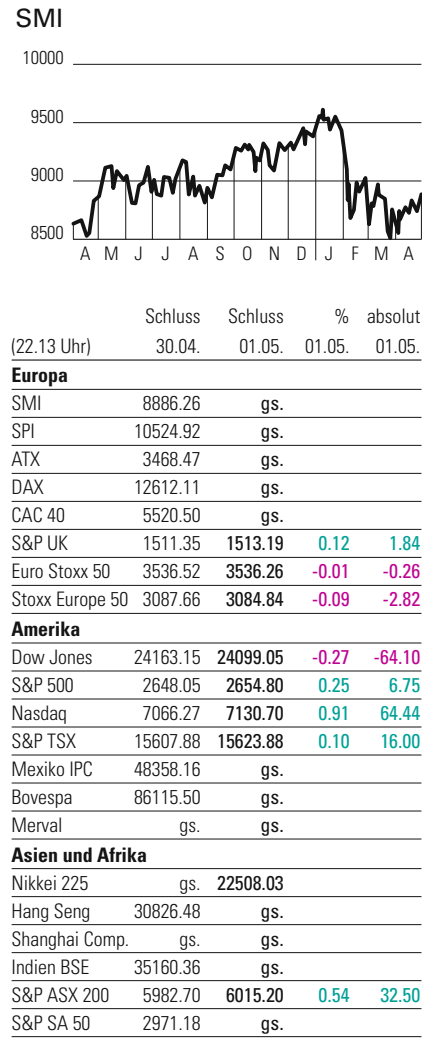 SMI
10000
9500
9000
8500
A M J J A S O N D J F M A
Schluss Schluss % absolut
(22.13 Uhr) 30.04. 01.05. 01.05. 01.05.
Europa
SMI 8886.26 gs.
SPI 10524.92 gs.
ATX 3468.47 gs.
DAX 12612.11 gs.
CAC 40 5520.50 gs.
S&P UK 1511.35 1513.19 0.12 1.84
Euro Stoxx 50 3536.52 3536.26 -0.01 -0.26
Stoxx Europe 50 3087.66 3084.84 -0.09 -2.82
Amerika
Dow Jones 24163.15 24099.05 -0.27 -64.10
S&P 500 2648.05 2654.80 0.25 6.75
Nasdaq 7066.27 7130.70 0.91 64.44
S&P TSX 15607.88 15623.88 0.10 16.00
Mexiko IPC 48358.16 gs.
Bovespa 86115.50 gs.
Merval gs. gs.
Asien und Afrika
Nikkei 225 gs. 22508.03
Hang Seng 30826.48 gs.
Shanghai Comp. gs. gs.
Indien BSE 35160.36 gs.
S&P ASX 200 5982.70 6015.20 0.54 32.50
S&P SA 50 2971.18 gs.